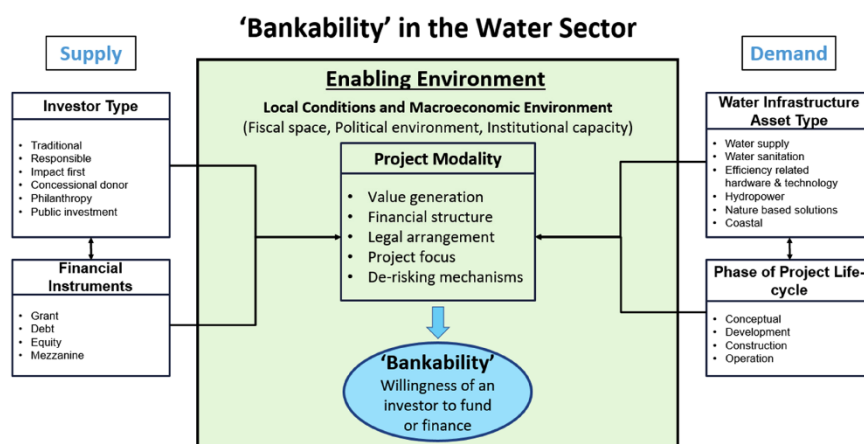 'Bankability' in the Water Sector
Supply
Investor Type
• Traditional
• Responsible
• Impact first
• Concessional donor
• Philanthropy
• Public investment
Financial
Instruments
• Grant
• Debt
• Equity
• Mezzanine
Enabling Environment
Local Conditions and Macroeconomic Environment
(Fiscal space, Political environment, Institutional capacity)
Project Modality
• Value generation
• Financial structure
• Legal arrangement
• Project focus
• De-risking mechanisms
'Bankability'
Willingness of an
investor to fund
or finance
Demand
Water Infrastructure
Asset Type
• Water supply
• Water sanitation
• Efficiency related
hardware & technology
• Hydropower
• Nature based solutions
• Coastal
Phase of Project Life-
cycle
• Conceptual
• Development
• Construction
• Operation